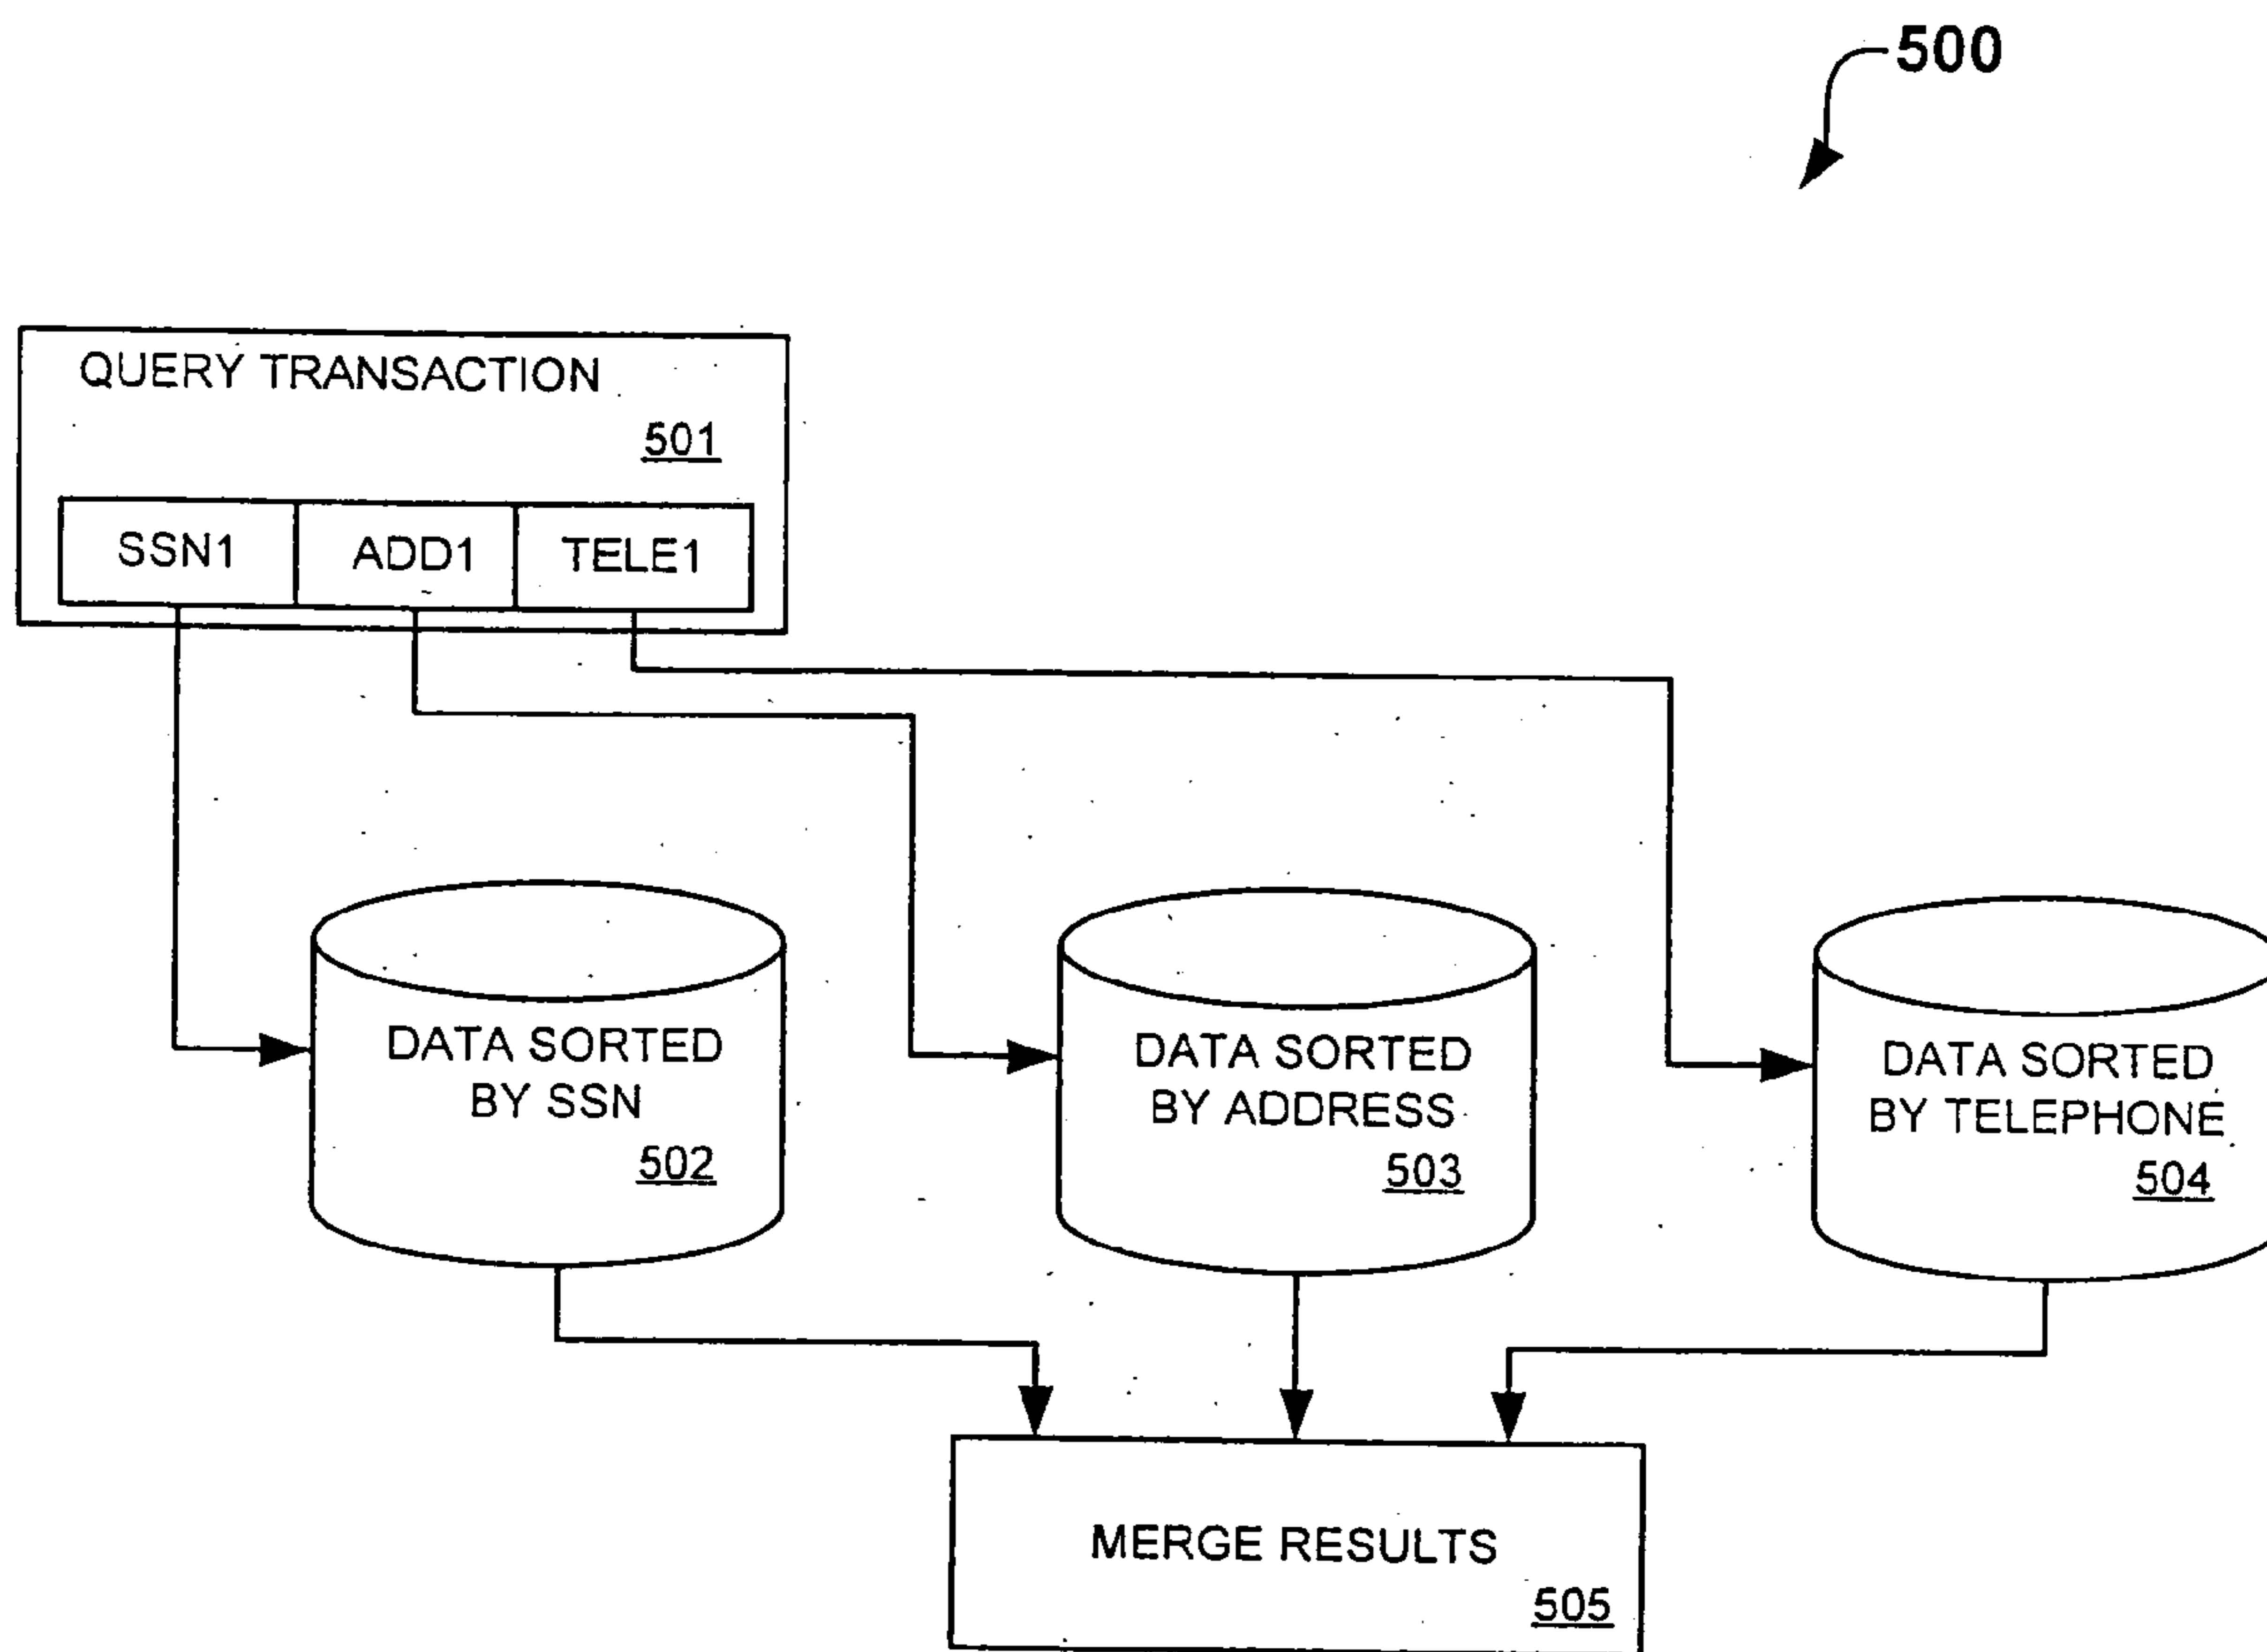 500
QUERY TRANSACTION
501
SSN1 ADD1 TELE1
DATA SORTED
BY SSN
502
DATA SORTED
BY ADDRESS
503
DATA SORTED
BY TELEPHONE
504
MERGE RESULTS
505